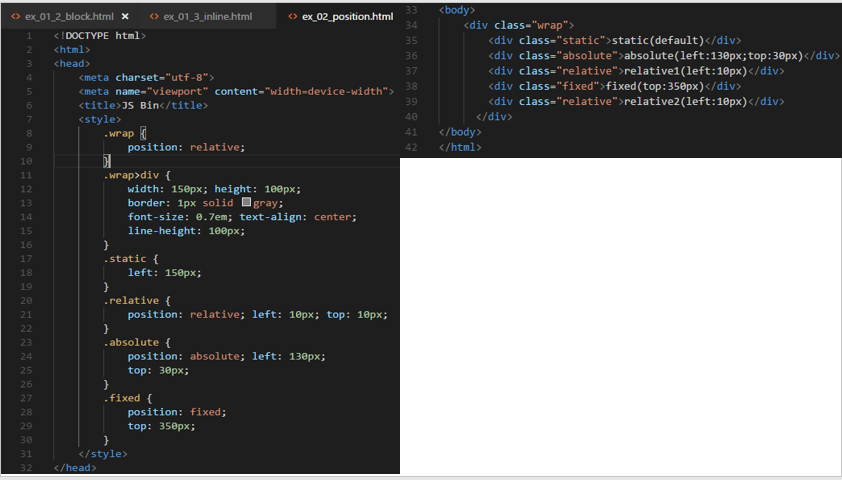 ex_01_2_block.html ×
ex_01_3_inline.html
ex_02_position.html
1 <!DOCTYPE html>
2 <html>
3 <head>
4 <meta charset="utf-8">
5 <meta name="viewport" content="width=device-width">
6 <title>JS Bin</title>
7 <style>
8 .wrap {
9 position: relative;
10 }
11 .wrap>div {
12 width: 150px; height: 100px;
13 border: 1px solid gray;
14 font-size: 0.7em; text-align: center;
15 line-height: 100px;
16 }
17 .static {
18 left: 150px;
19 }
20 .relative {
21 position: relative; left: 10px; top: 10px;
22 }
23 .absolute {
24 position: absolute; left: 130px;
25 top: 30px;
26 }
27 .fixed {
28 position: fixed;
29 top: 350px;
30 }
31 </style>
32 </head>
33 <body>
34 <div class="wrap">
35 <div class="static">static(default)</div>
36 <div class="absolute">absolute(left:130px;top:30px)</div>
37 <div class="relative">relative1(left:10px)</div>
38 <div class="fixed">fixed(top:350px)</div>
39 <div class="relative">relative2(left:10px)</div>
40 </div>
41 </body>
42 </html>